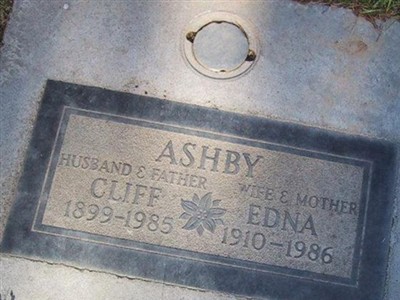 ASHBY
HUSBAND & FATHER WIFE & MOTHER
CLIFF EDNA
1899-1985 1910-1986